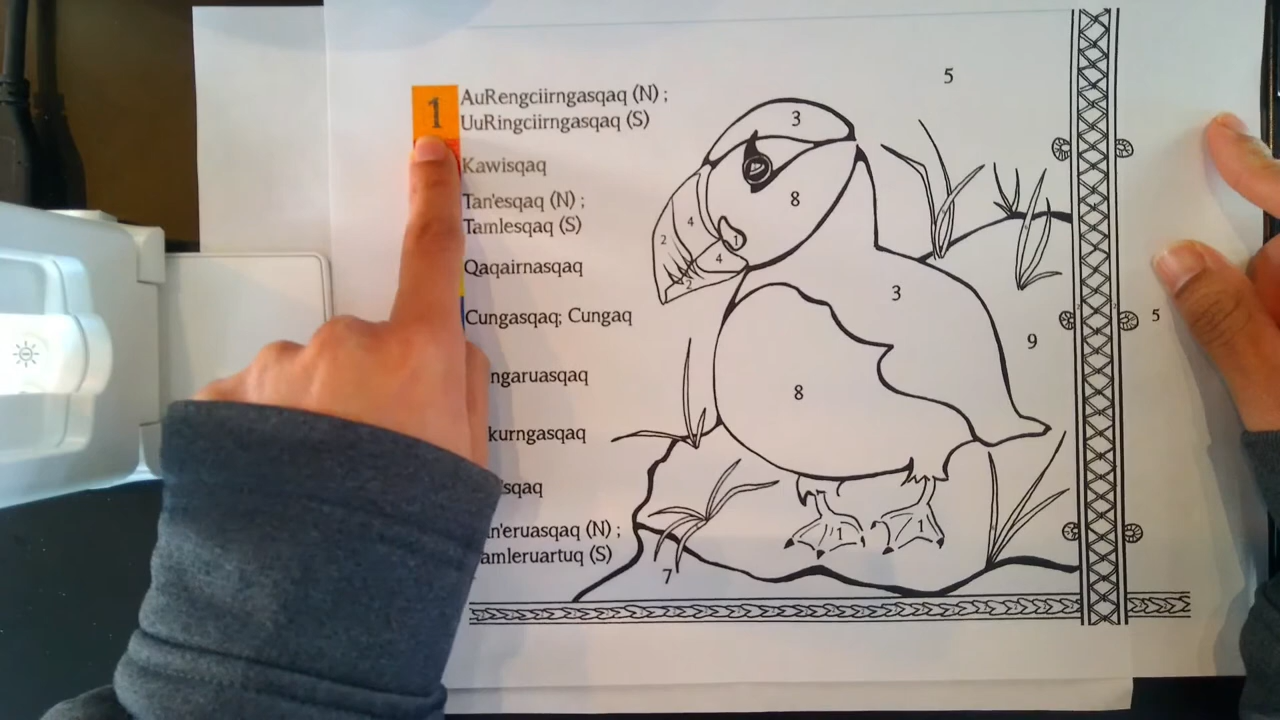 1
AuRengciirngasqaq (N) ;
UuRingciirngasqaq (S)
Kawisqaq
Tan'esqaq (N) ;
Tamlesqaq (S)
Qaqairnasqaq
Cungasqaq; Cungaq
ngaruasqaq
kurngasqaq
sqaq
n'eruasqaq (N) ;
amleruartuq (S)
5
3
8
4
2
1
4
2
3
5
9
8
1
1
7